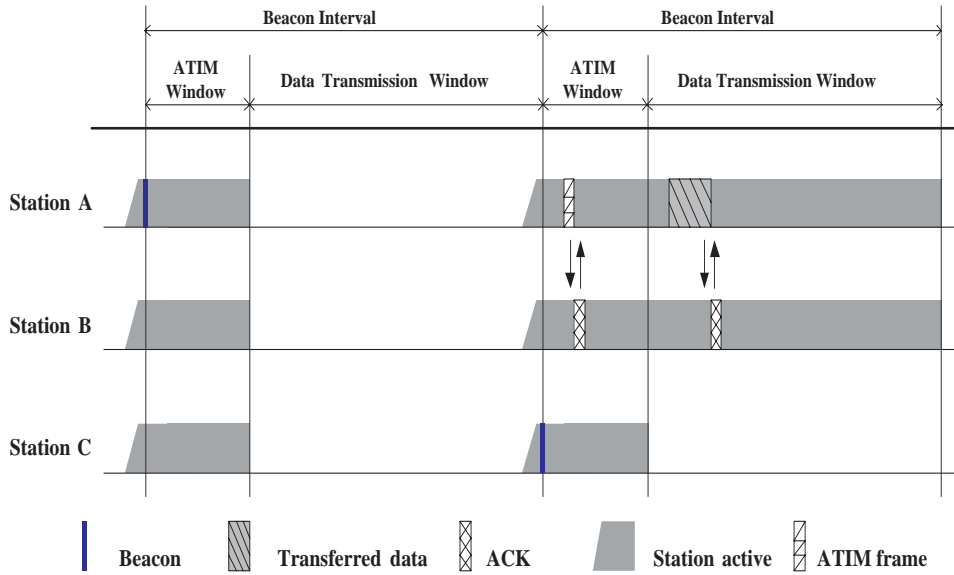 Beacon Interval
Beacon Interval
ATIM
Window
Data Transmission Window
ATIM
Window
Data Transmission Window
Station A
Station B
Station C
Beacon
Transferred data
ACK
Station active
ATIM frame